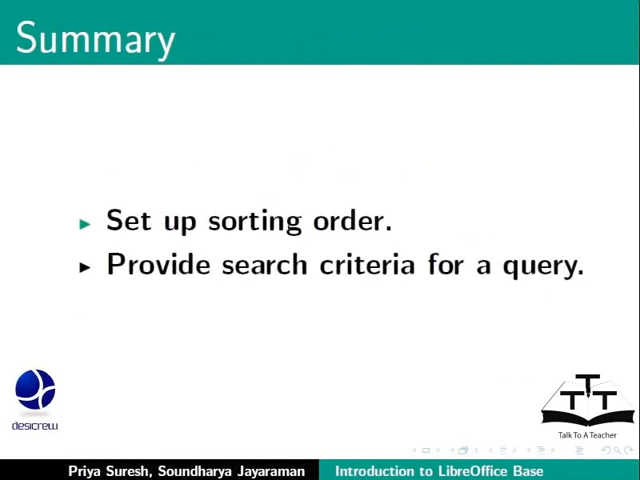 Summary
Set up sorting order.
Provide search criteria for a query.
desicrew
T
T T
Talk To A Teacher
Priya Suresh, Soundharya Jayaraman
Introduction to LibreOffice Base